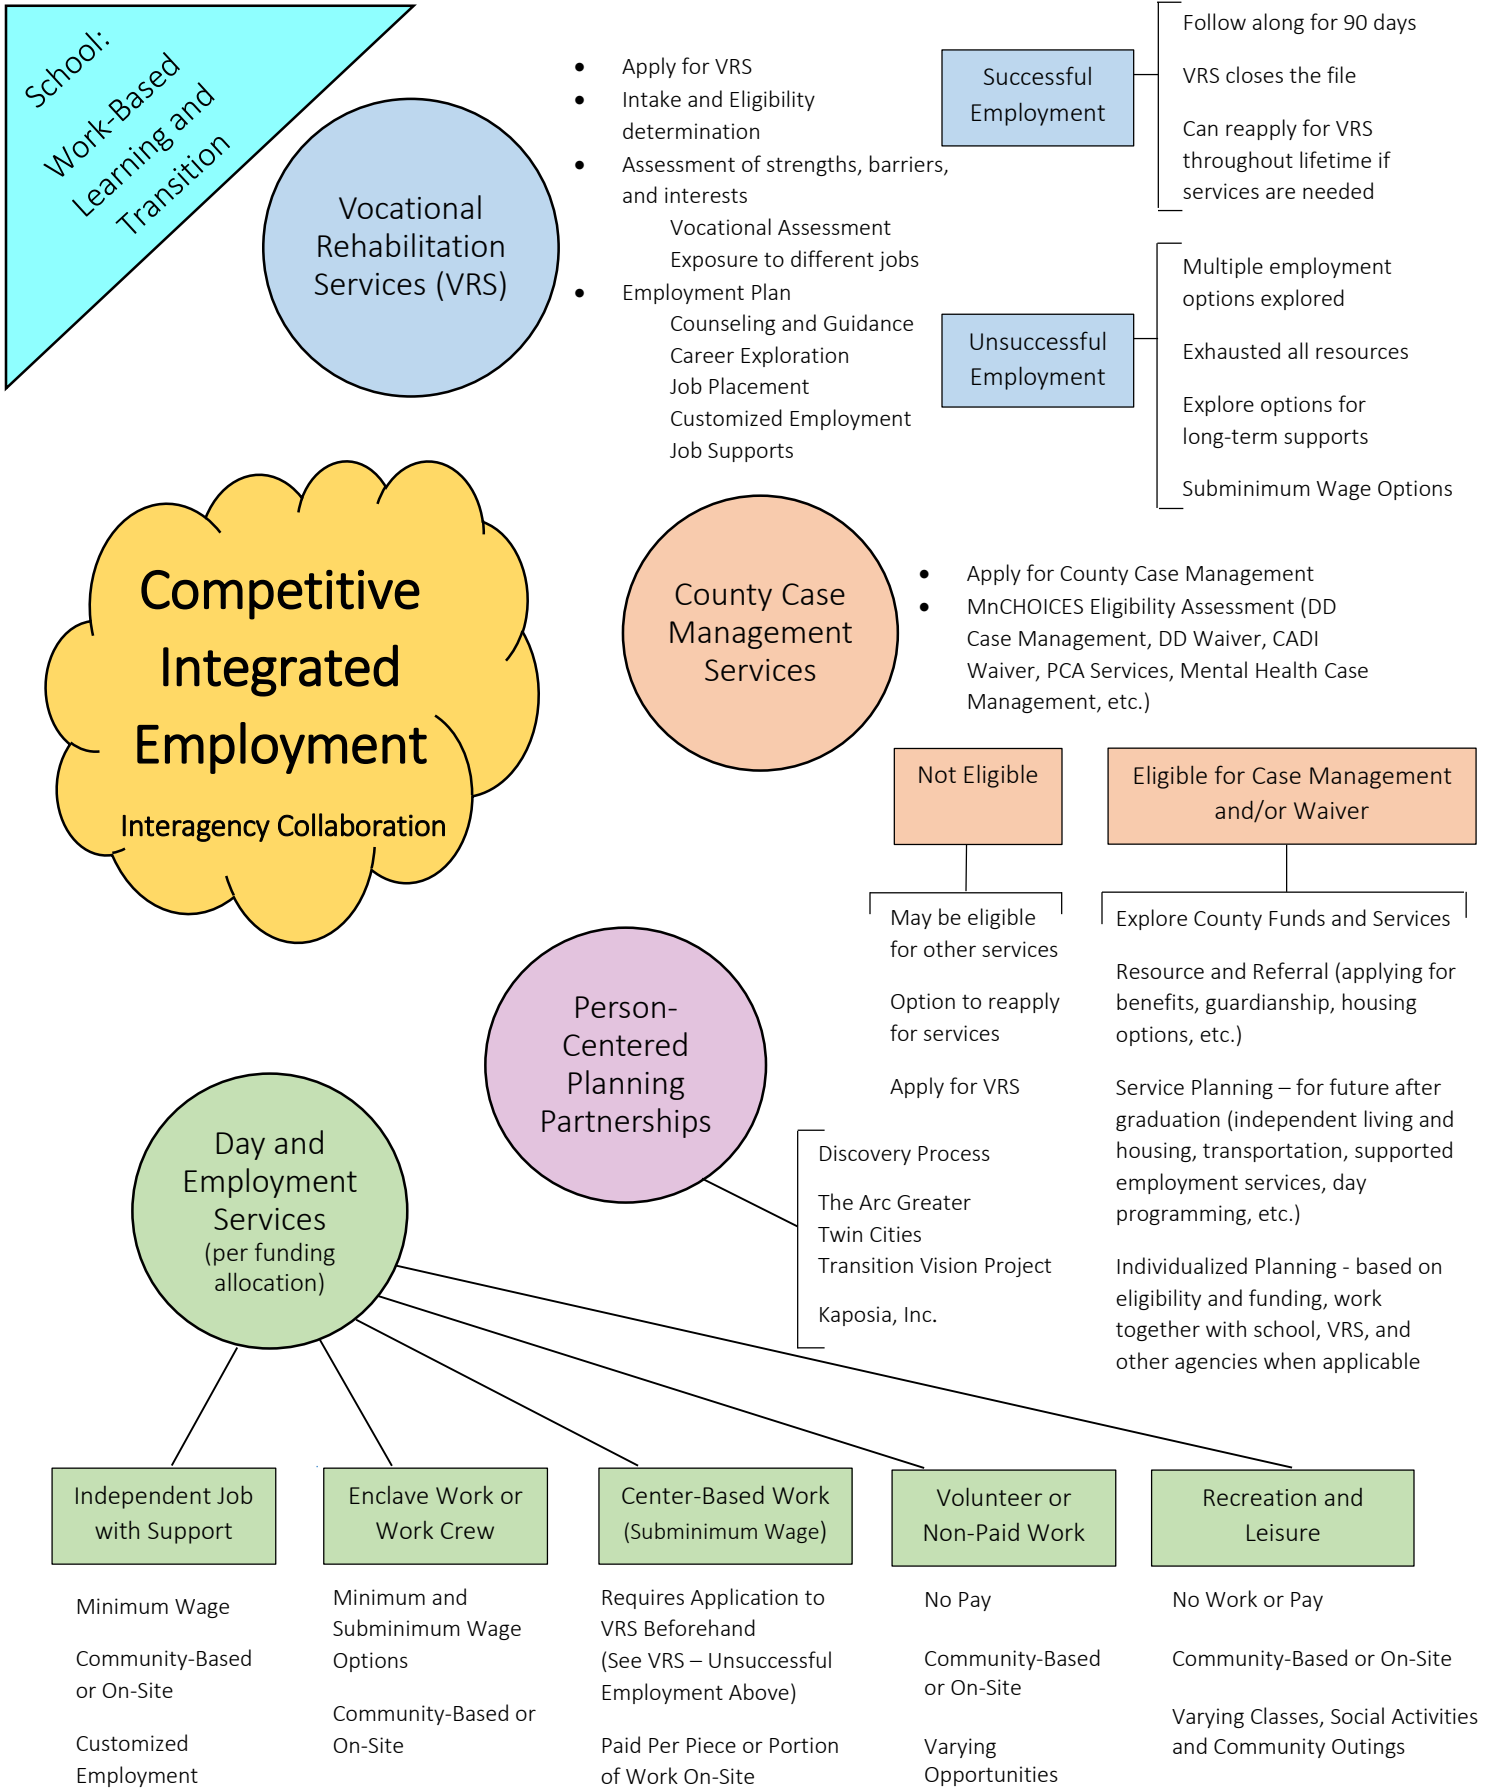 School:
Work-Based
Learning and
Transition
Vocational
Rehabilitation
Services (VRS)
• Apply for VRS
• Intake and Eligibility
determination
• Assessment of strengths, barriers,
and interests
Vocational Assessment
Exposure to different jobs
• Employment Plan
Counseling and Guidance
Career Exploration
Job Placement
Customized Employment
Job Supports
Successful
Employment
Follow along for 90 days
VRS closes the file
Can reapply for VRS
throughout lifetime if
services are needed
Unsuccessful
Employment
Multiple employment
options explored
Exhausted all resources
Explore options for
long-term supports
Subminimum Wage Options
Competitive
Integrated
Employment
Interagency Collaboration
County Case
Management
Services
• Apply for County Case Management
• MnCHOICES Eligibility Assessment (DD
Case Management, DD Waiver, CADI
Waiver, PCA Services, Mental Health Case
Management, etc.)
Not Eligible
May be eligible
for other services
Option to reapply
for services
Apply for VRS
Eligible for Case Management
and/or Waiver
Explore County Funds and Services
Resource and Referral (applying for
benefits, guardianship, housing
options, etc.)
Service Planning – for future after
graduation (independent living and
housing, transportation, supported
employment services, day
programming, etc.)
Individualized Planning - based on
eligibility and funding, work
together with school, VRS, and
other agencies when applicable
Person-
Centered
Planning
Partnerships
Discovery Process
The Arc Greater
Twin Cities
Transition Vision Project
Kaposia, Inc.
Day and
Employment
Services
(per funding
allocation)
Independent Job
with Support
Minimum Wage
Community-Based
or On-Site
Customized
Employment
Enclave Work or
Work Crew
Minimum and
Subminimum Wage
Options
Community-Based or
On-Site
Center-Based Work
(Subminimum Wage)
Requires Application to
VRS Beforehand
(See VRS – Unsuccessful
Employment Above)
Paid Per Piece or Portion
of Work On-Site
Volunteer or
Non-Paid Work
No Pay
Community-Based
or On-Site
Varying
Opportunities
Recreation and
Leisure
No Work or Pay
Community-Based or On-Site
Varying Classes, Social Activities
and Community Outings